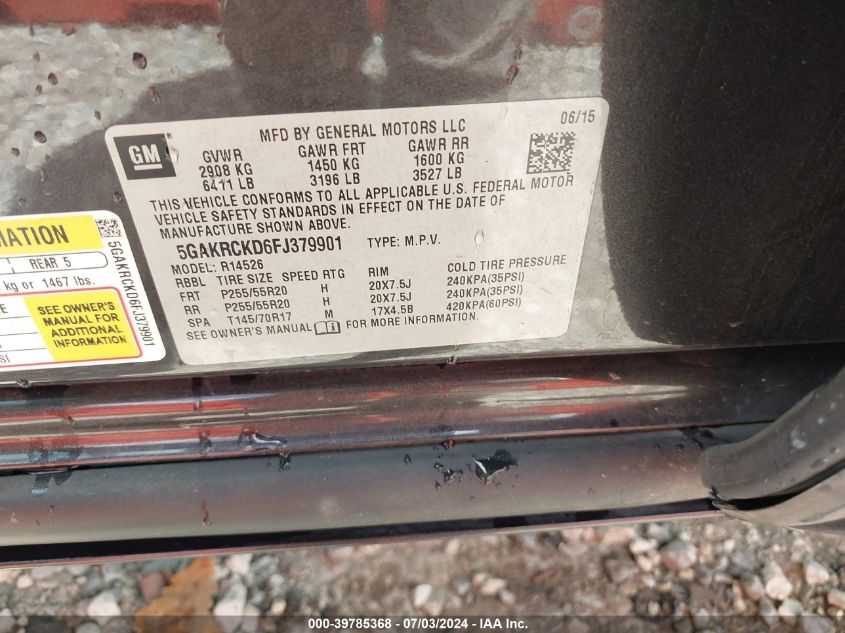 06/15
GM
MFD BY GENERAL MOTORS LLC
GVWR GAWR FRT GAWR RR
2908 KG 1450 KG 1600 KG
6411 LB 3196 LB 3527 LB
THIS VEHICLE CONFORMS TO ALL APPLICABLE U.S. FEDERAL MOTOR
VEHICLE SAFETY STANDARDS IN EFFECT ON THE DATE OF
MANUFACTURE SHOWN ABOVE.
5GAKRCKD6FJ379901 TYPE: M.P.V.
MODEL: R14526
RBBL TIRE SIZE SPEED RTG RIM COLD TIRE PRESSURE
FRT P255/55R20 H 20X7.5J 240KPA(35PSI)
RR P255/55R20 H 20X7.5J 240KPA(35PSI)
SPA T145/70R17 M 17X4.5B 420KPA(60PSI)
SEE OWNER'S MANUAL FOR MORE INFORMATION.
MATION
REAR 5
kg or 1467 lbs.
SEE OWNER'S
MANUAL FOR
ADDITIONAL
INFORMATION
5GAKRCKD6FJ379901
000-39785368 - 07/03/2024 - IAA Inc.